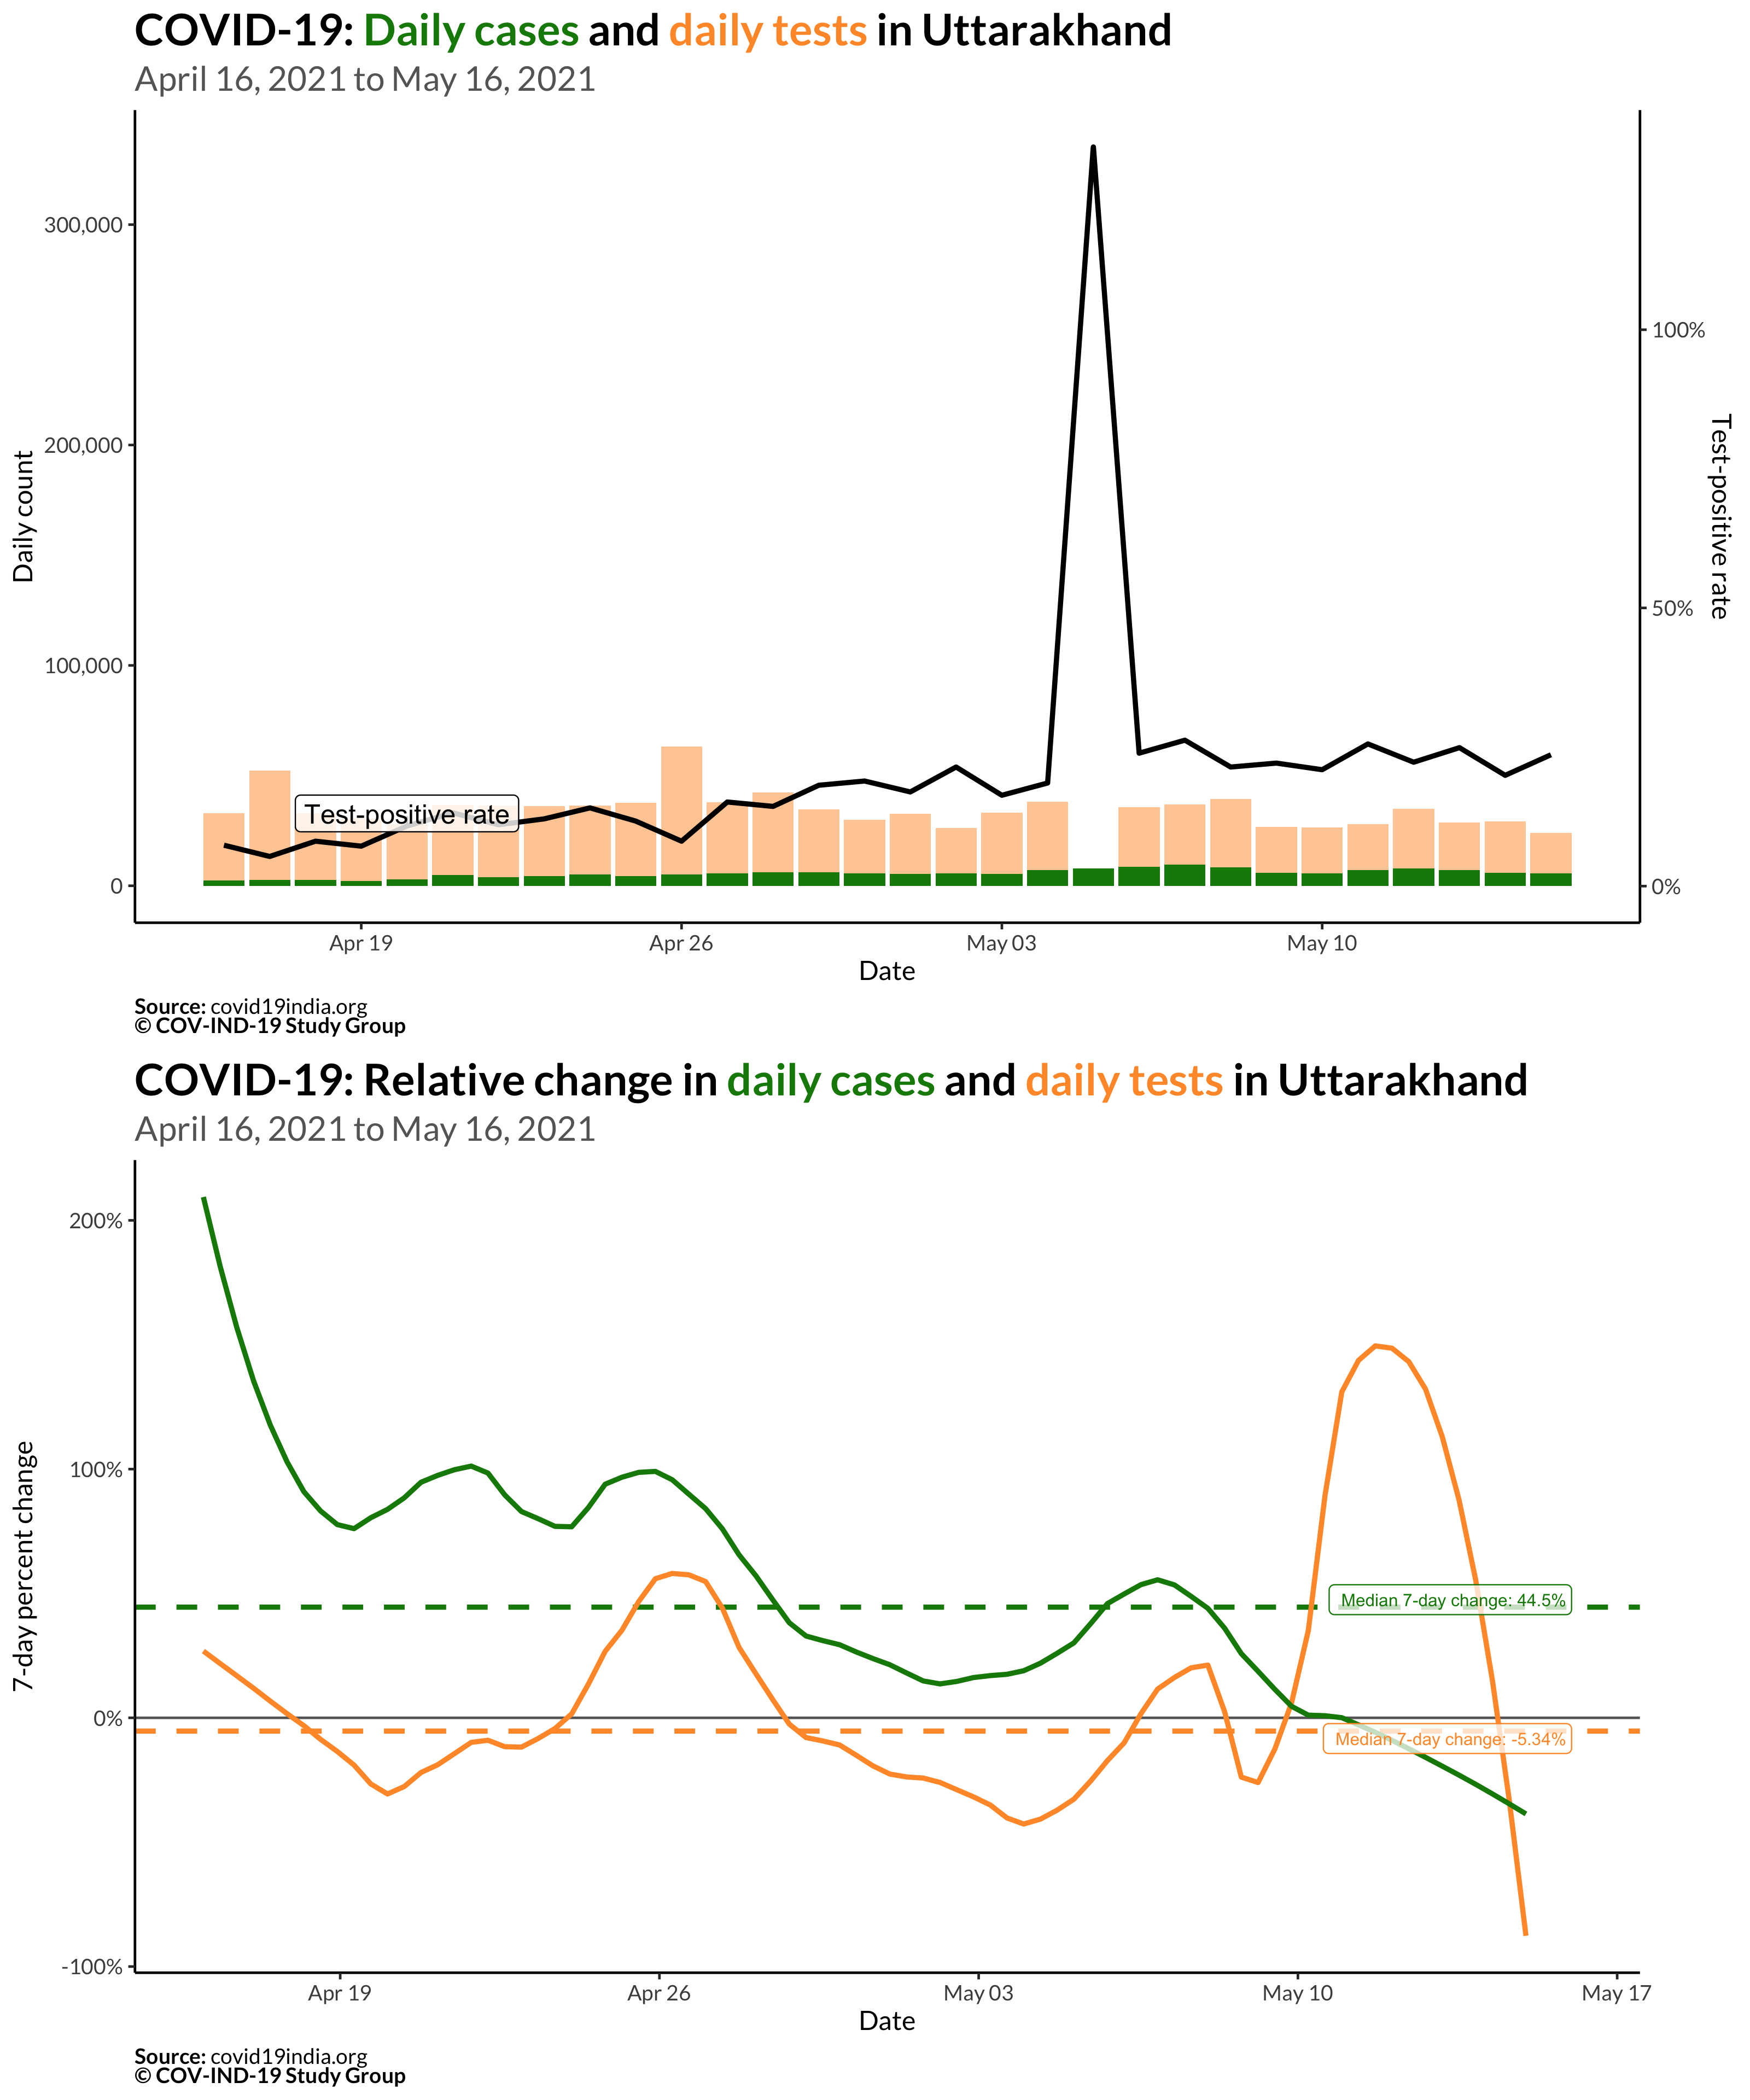 COVID-19: Daily cases and daily tests in Uttarakhand
April 16, 2021 to May 16, 2021
300,000
200,000
100,000
0
Daily count
100%
50%
0%
Test-positive rate
Test-positive rate
Apr 19
Apr 26
May 03
May 10
Date
Source: covid19india.org
© COV-IND-19 Study Group
COVID-19: Relative change in daily cases and daily tests in Uttarakhand
April 16, 2021 to May 16, 2021
200%
100%
0%
-100%
7-day percent change
Median 7-day change: 44.5%
Median 7-day change: -5.34%
Apr 19
Apr 26
May 03
May 10
May 17
Date
Source: covid19india.org
© COV-IND-19 Study Group